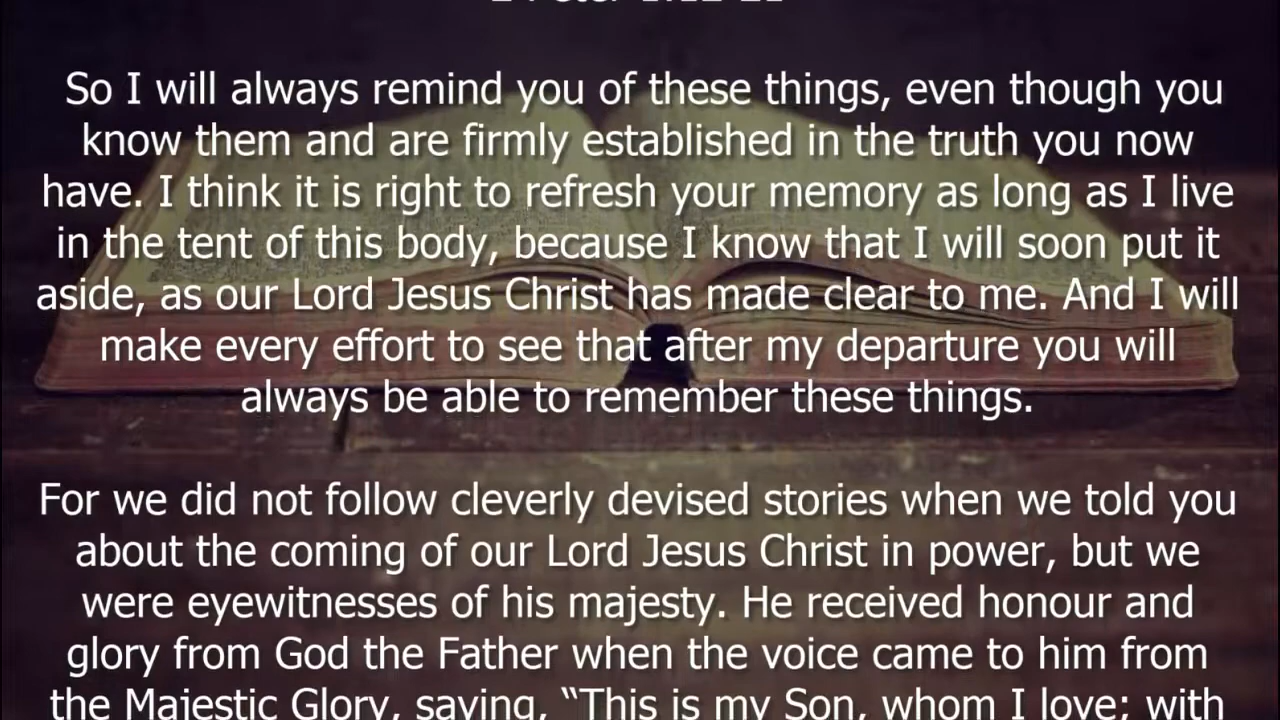 So I will always remind you of these things, even though you
know them and are firmly established in the truth you now
have. I think it is right to refresh your memory as long as I live
in the tent of this body, because I know that I will soon put it
aside, as our Lord Jesus Christ has made clear to me. And I will
make every effort to see that after my departure you will
always be able to remember these things.
For we did not follow cleverly devised stories when we told you
about the coming of our Lord Jesus Christ in power, but we
were eyewitnesses of his majesty. He received honour and
glory from God the Father when the voice came to him from
the Majestic Glory, saying, “This is my Son, whom I love; with